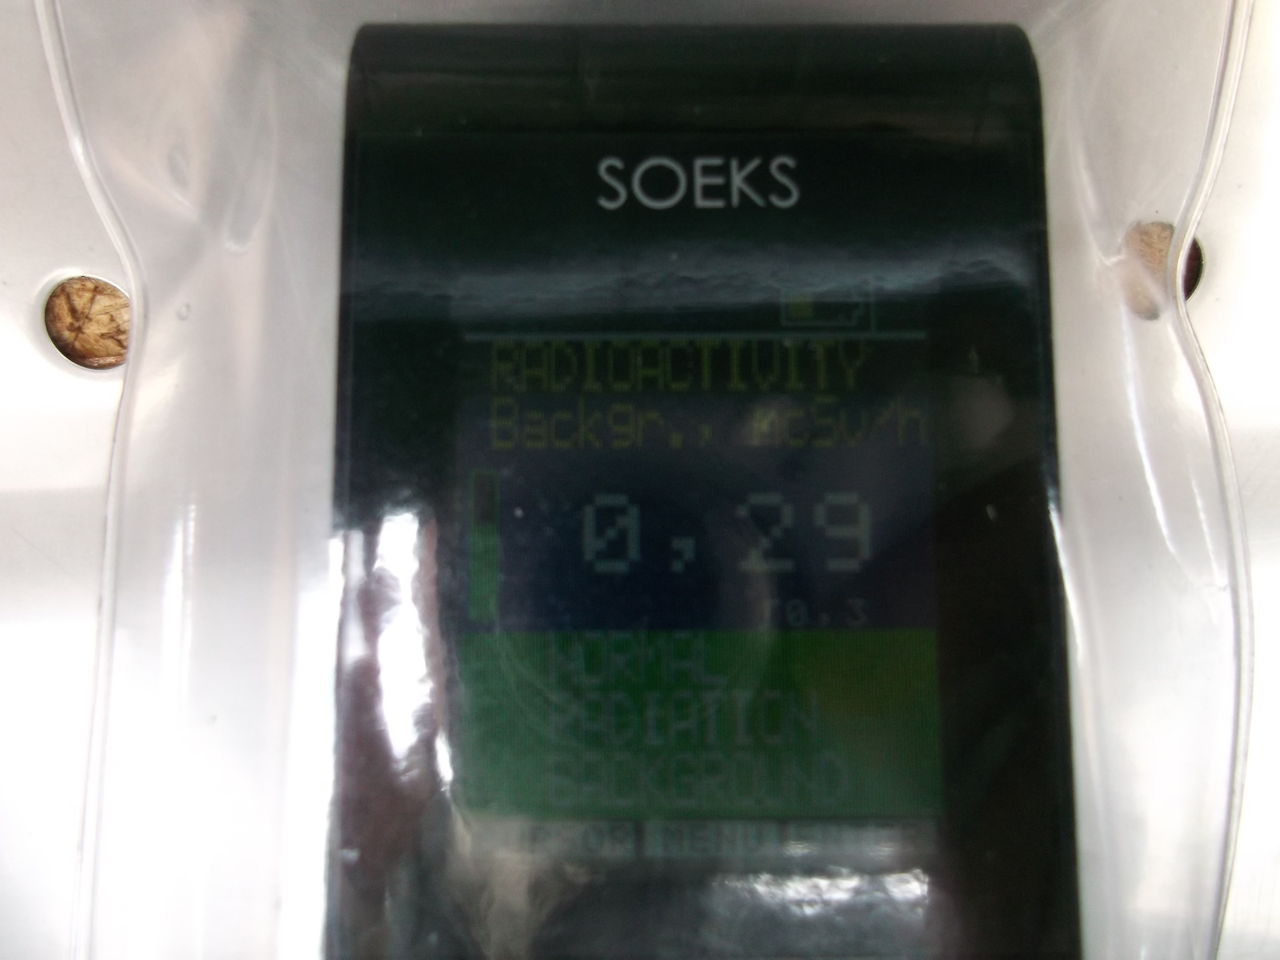 SOEKS
RADIOACTIVITY
Backgr., mcSv/h
0,29
NORMAL
RADIATION
BACKGROUND
MENU